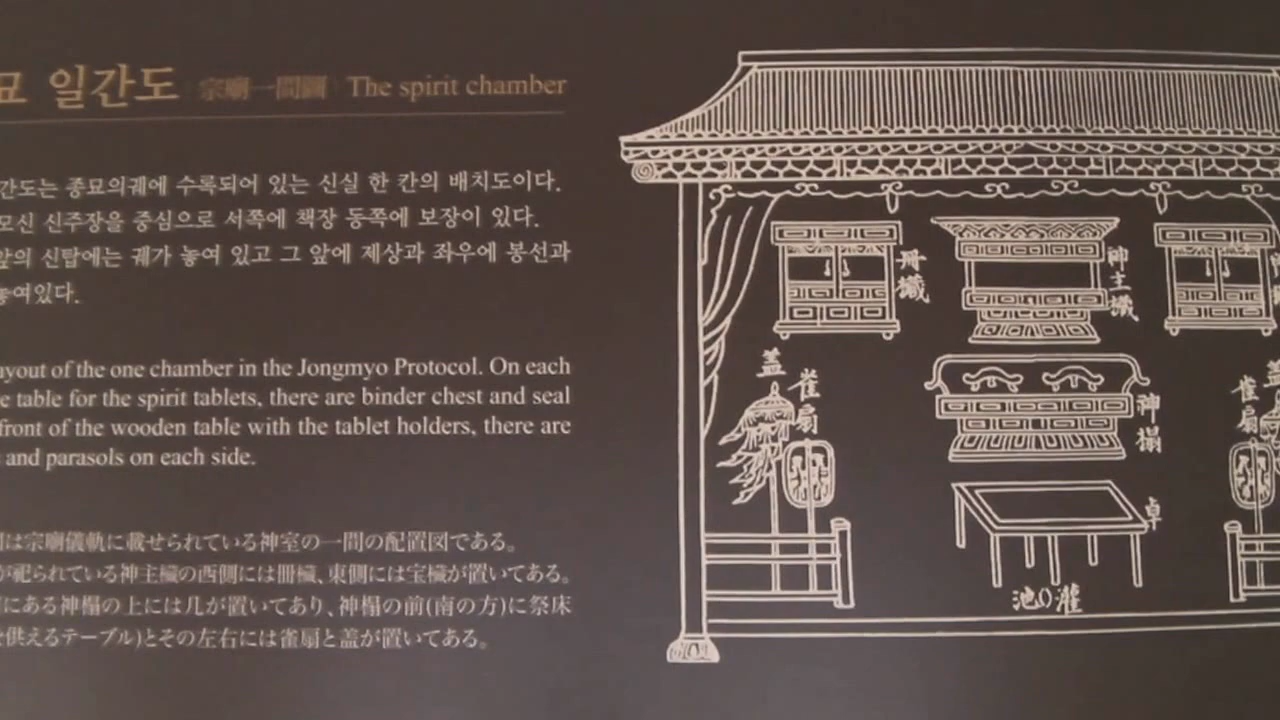 묘 일간도 宗廟一間圖 The spirit chamber
간도는 종묘의궤에 수록되어 있는 신실 한 칸의 배치도이다.
모신 신주장을 중심으로 서쪽에 책장 동쪽에 보장이 있다.
앞의 신탑에는 궤가 놓여 있고 그 앞에 제상과 좌우에 봉선과
놓여있다.
layout of the one chamber in the Jongmyo Protocol. On each
table for the spirit tablets, there are binder chest and seal
front of the wooden table with the tablet holders, there are
and parasols on each side.
は宗廟儀軌に載せられている神室の一間の配置図である。
が祀られている神主欌の西側には冊欌、東側には宝欌が置いてある。
にある神榻の上には几が置いてあり、神榻の前(南の方)に祭床
を供えるテーブル)とその左右には雀扇と蓋が置いてある。
冊欌
神主欌
蓋
雀扇
神榻
雀扇
卓